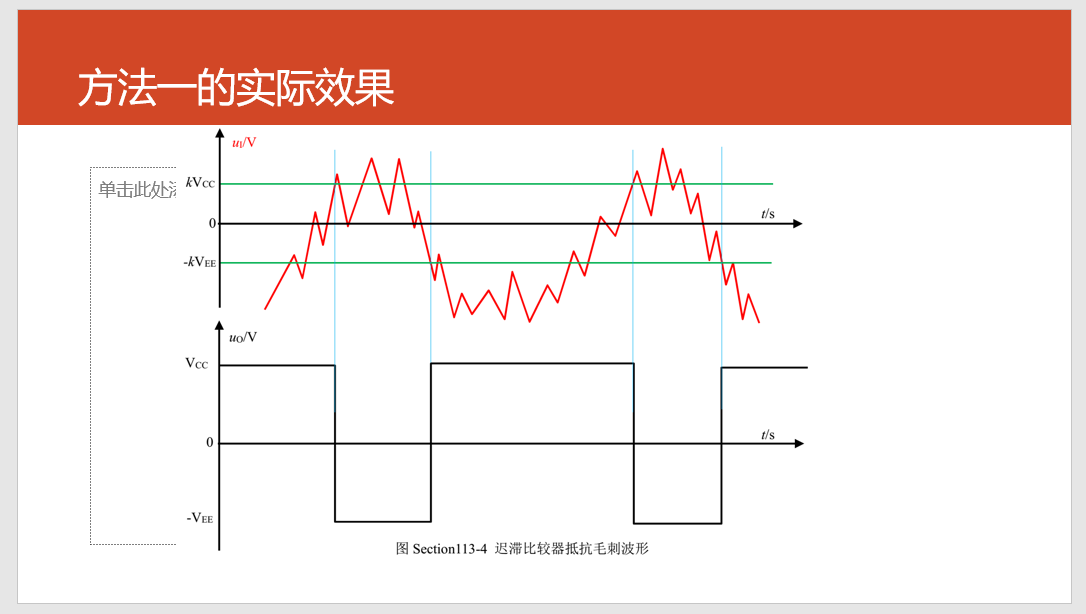 方法一的实际效果
uI/V
单击此处
kVCC
0
t/s
-kVEE
uO/V
VCC
0
t/s
-VEE
图 Section113-4 迟滞比较器抵抗毛刺波形